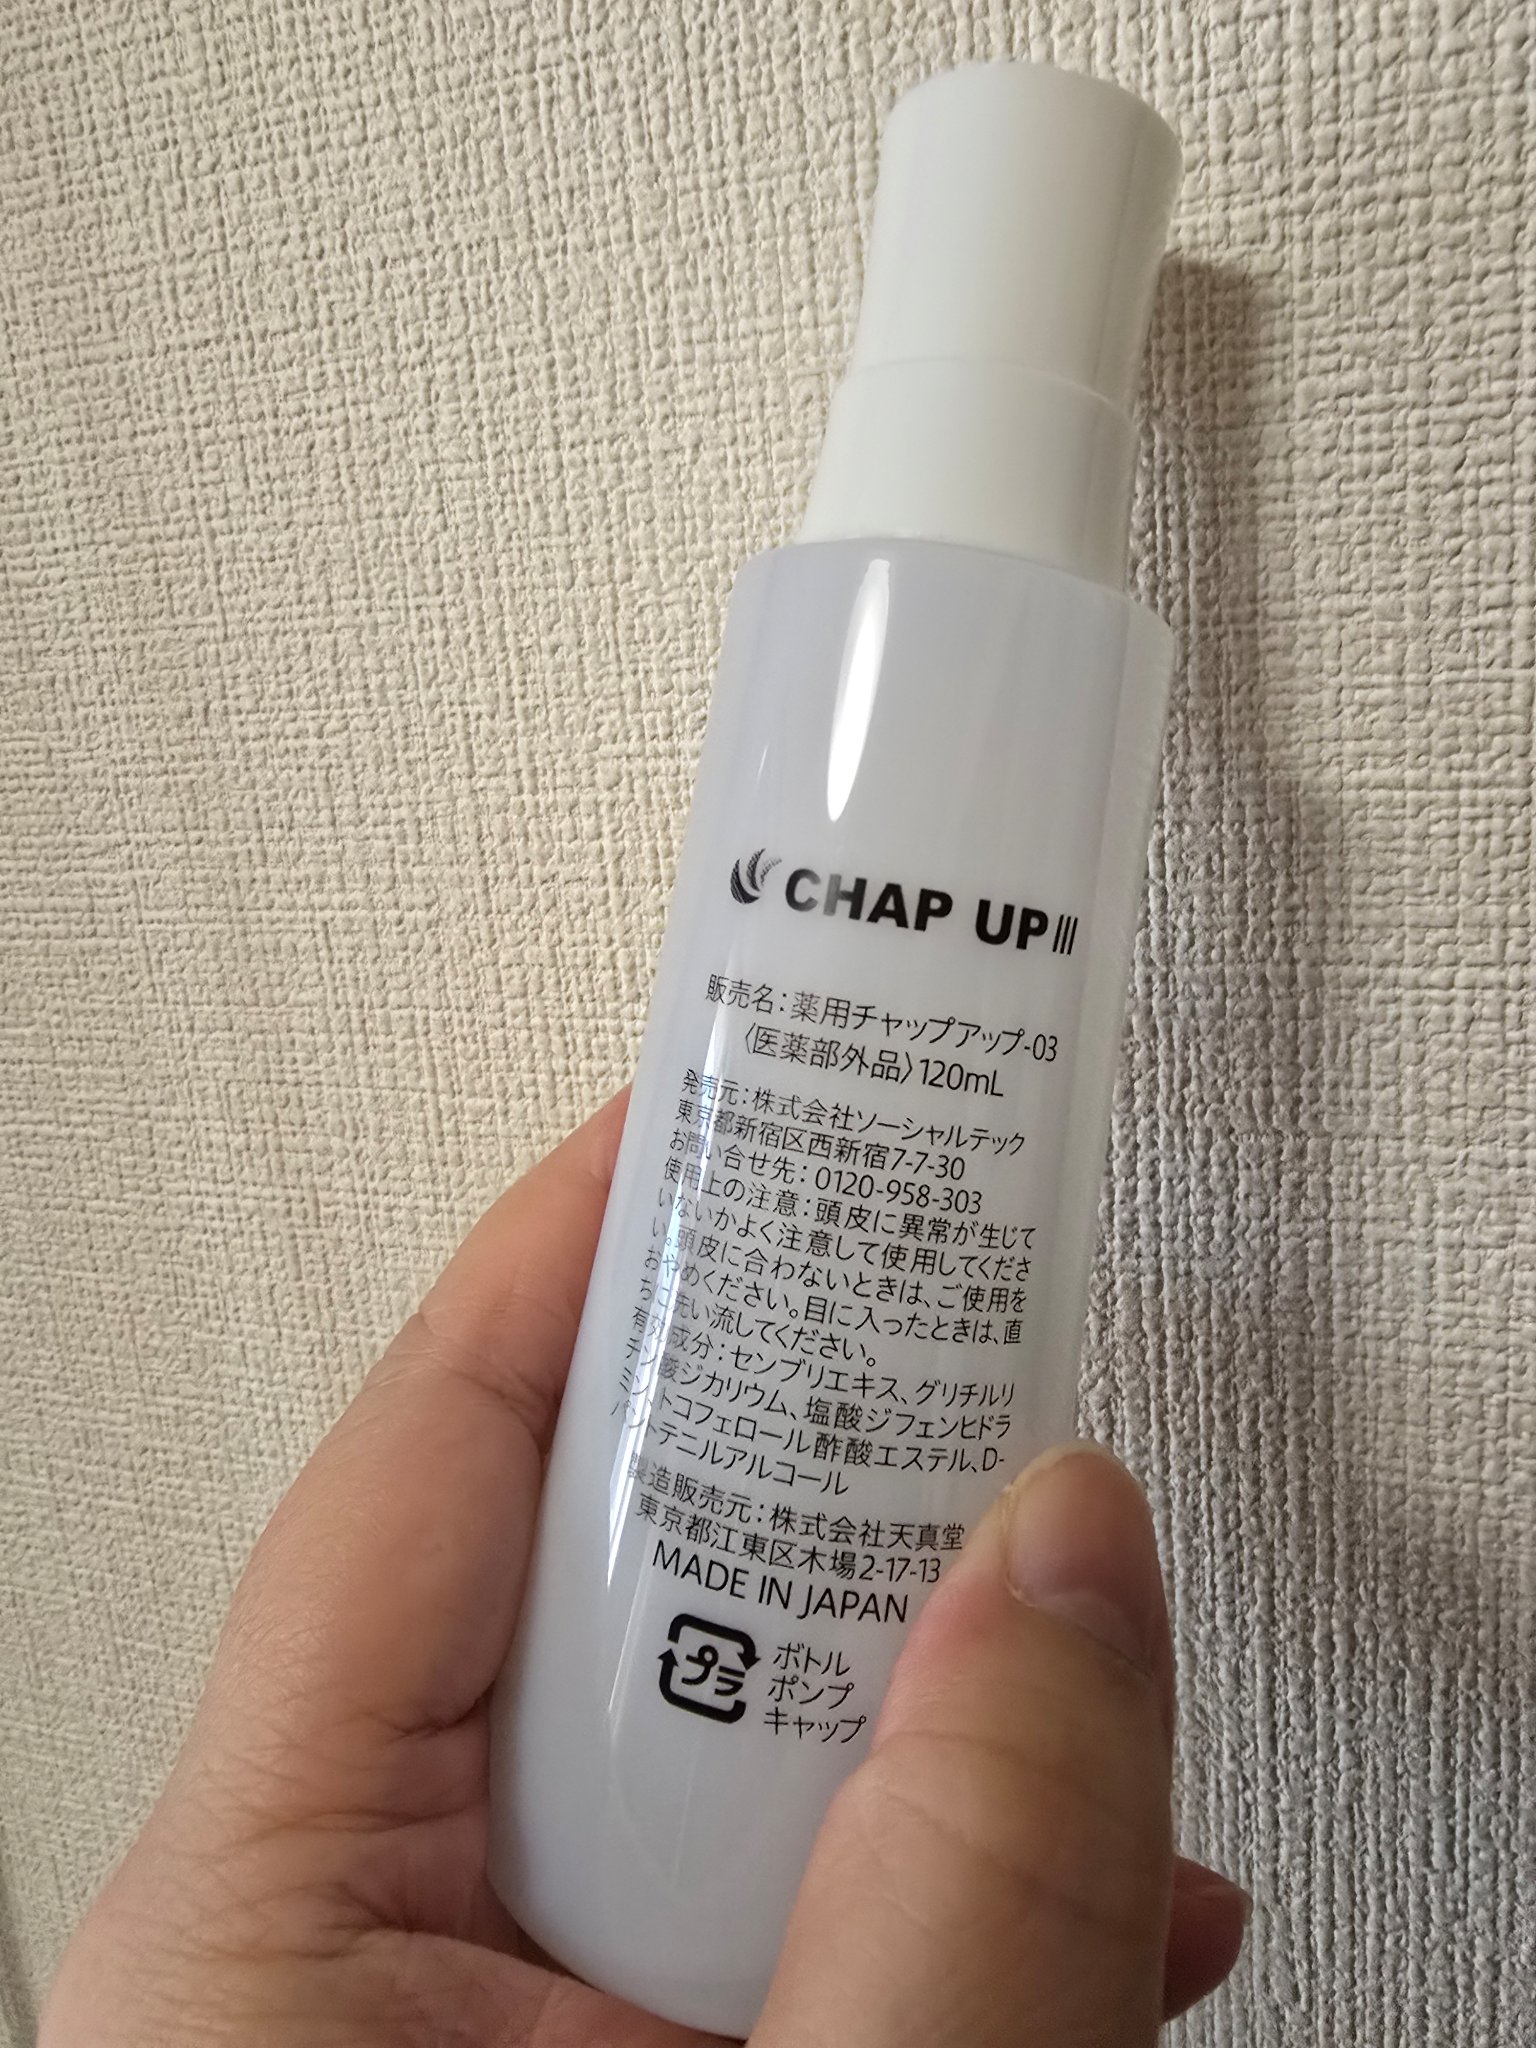 CHAP UP III
販売名：薬用チャップアップ-03
〈医薬部外品〉120mL
発売元：株式会社ソーシャルテック
東京都新宿区西新宿7-7-30
お問い合せ先：0120-958-303
使用上の注意：頭皮に異常が生じて
いないかよく注意して使用してくださ
い。頭皮に合わないときは、ご使用を
おやめください。目に入ったときは、直
ちに洗い流してください。
有効成分：センブリエキス、グリチルリ
チン酸ジカリウム、塩酸ジフェンヒドラ
ミン、トコフェロール酢酸エステル、D-
パントテニルアルコール
製造販売元：株式会社天真堂
東京都江東区木場2-17-13
MADE IN JAPAN
プラ
ボトル
ポンプ
キャップ